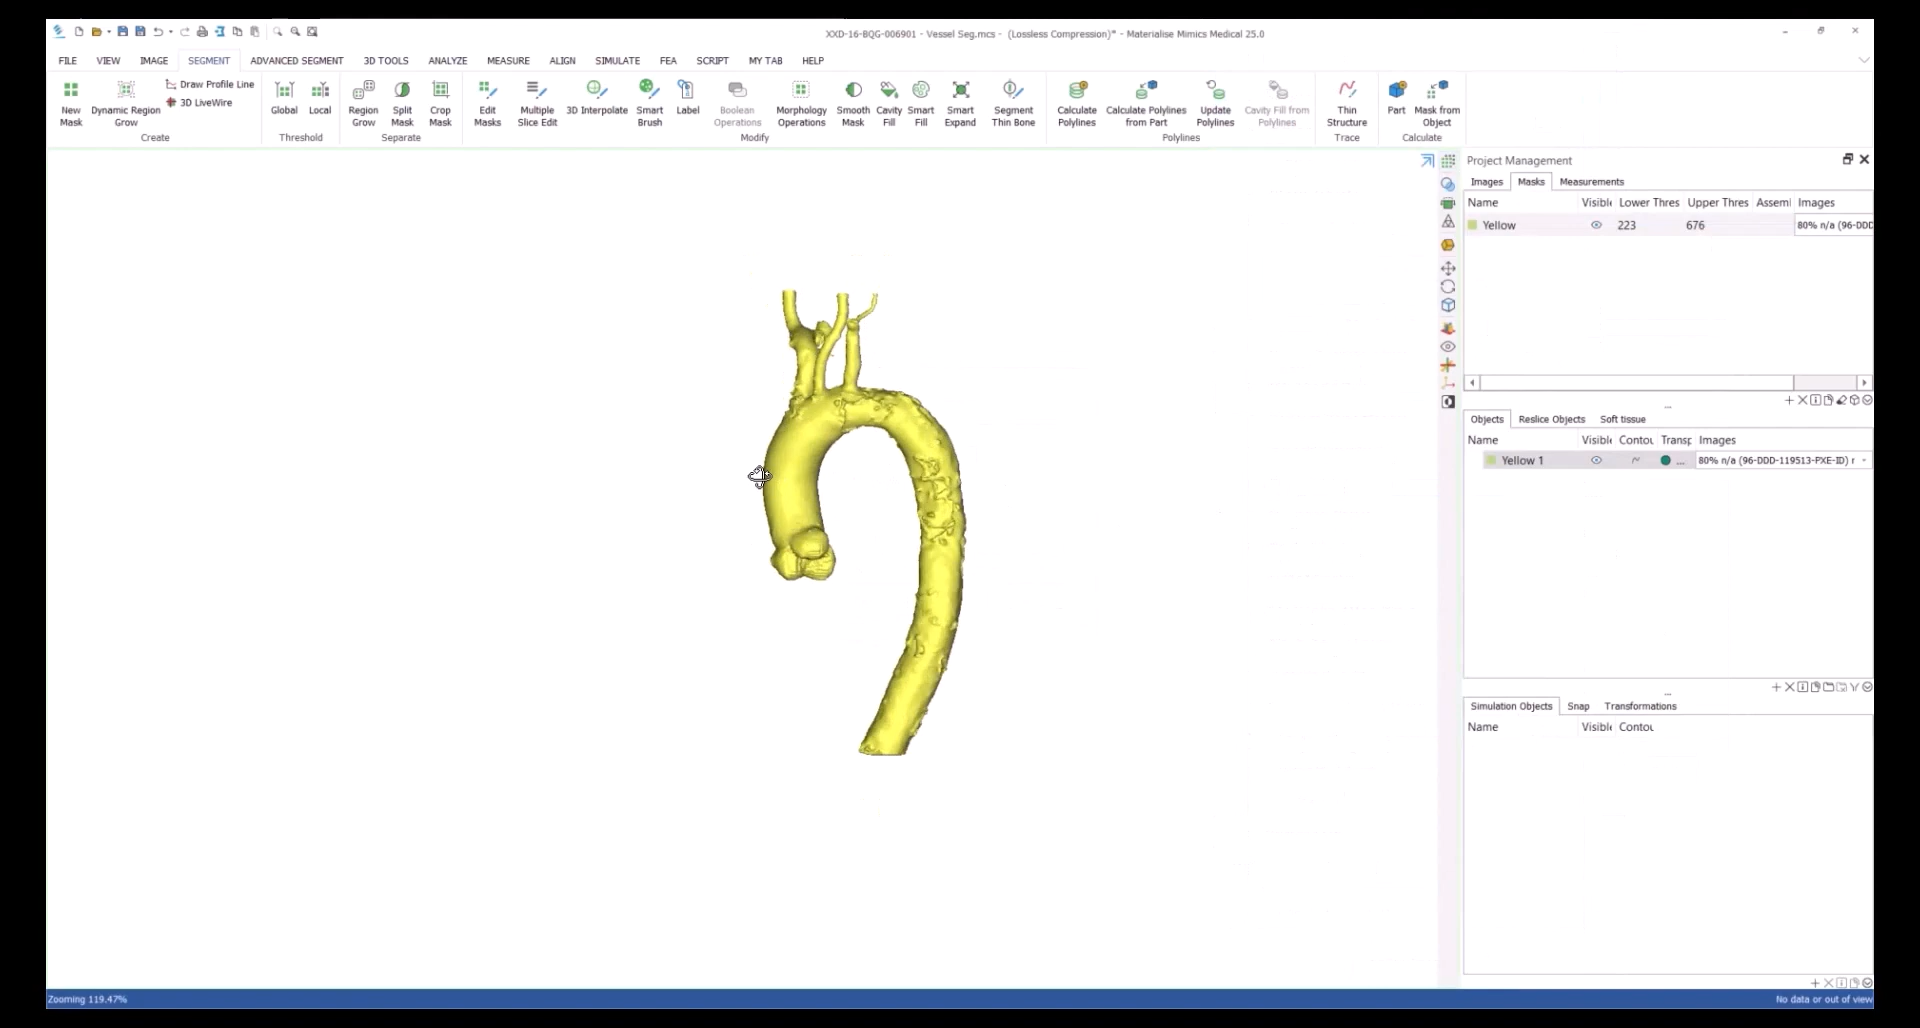 XXD-16-BQG-006901 - Vessel Seg.mcs - (Lossless Compression)* - Materialise Mimics Medical 25.0
FILE VIEW IMAGE SEGMENT ADVANCED SEGMENT 3D TOOLS ANALYZE MEASURE ALIGN SIMULATE FEA SCRIPT MY TAB HELP
New Mask
Dynamic Region Grow
Draw Profile Line
3D LiveWire
Create
Global
Local
Threshold
Region Grow
Split Mask
Crop Mask
Separate
Edit Masks
Multiple Slice Edit
3D Interpolate
Smart Brush
Label
Boolean Operations
Morphology Operations
Smooth Mask
Cavity Fill
Smart Fill
Smart Expand
Segment Thin Bone
Modify
Calculate Polylines
Calculate Polylines from Part
Update Polylines
Cavity Fill from Polylines
Polylines
Thin Structure
Trace
Part
Mask from Object
Calculate
Project Management
Images Masks Measurements
Name Visibl Lower Thres Upper Thres Asseml Images
Yellow 223 676 80% n/a (96-DDD
Objects Reslice Objects Soft tissue
Name Visibl Contou Transp Images
Yellow 1 ... 80% n/a (96-DDD-119513-PXE-ID) r
Simulation Objects Snap Transformations
Name Visibl Contou
Zooming 119.47%
No data or out of view